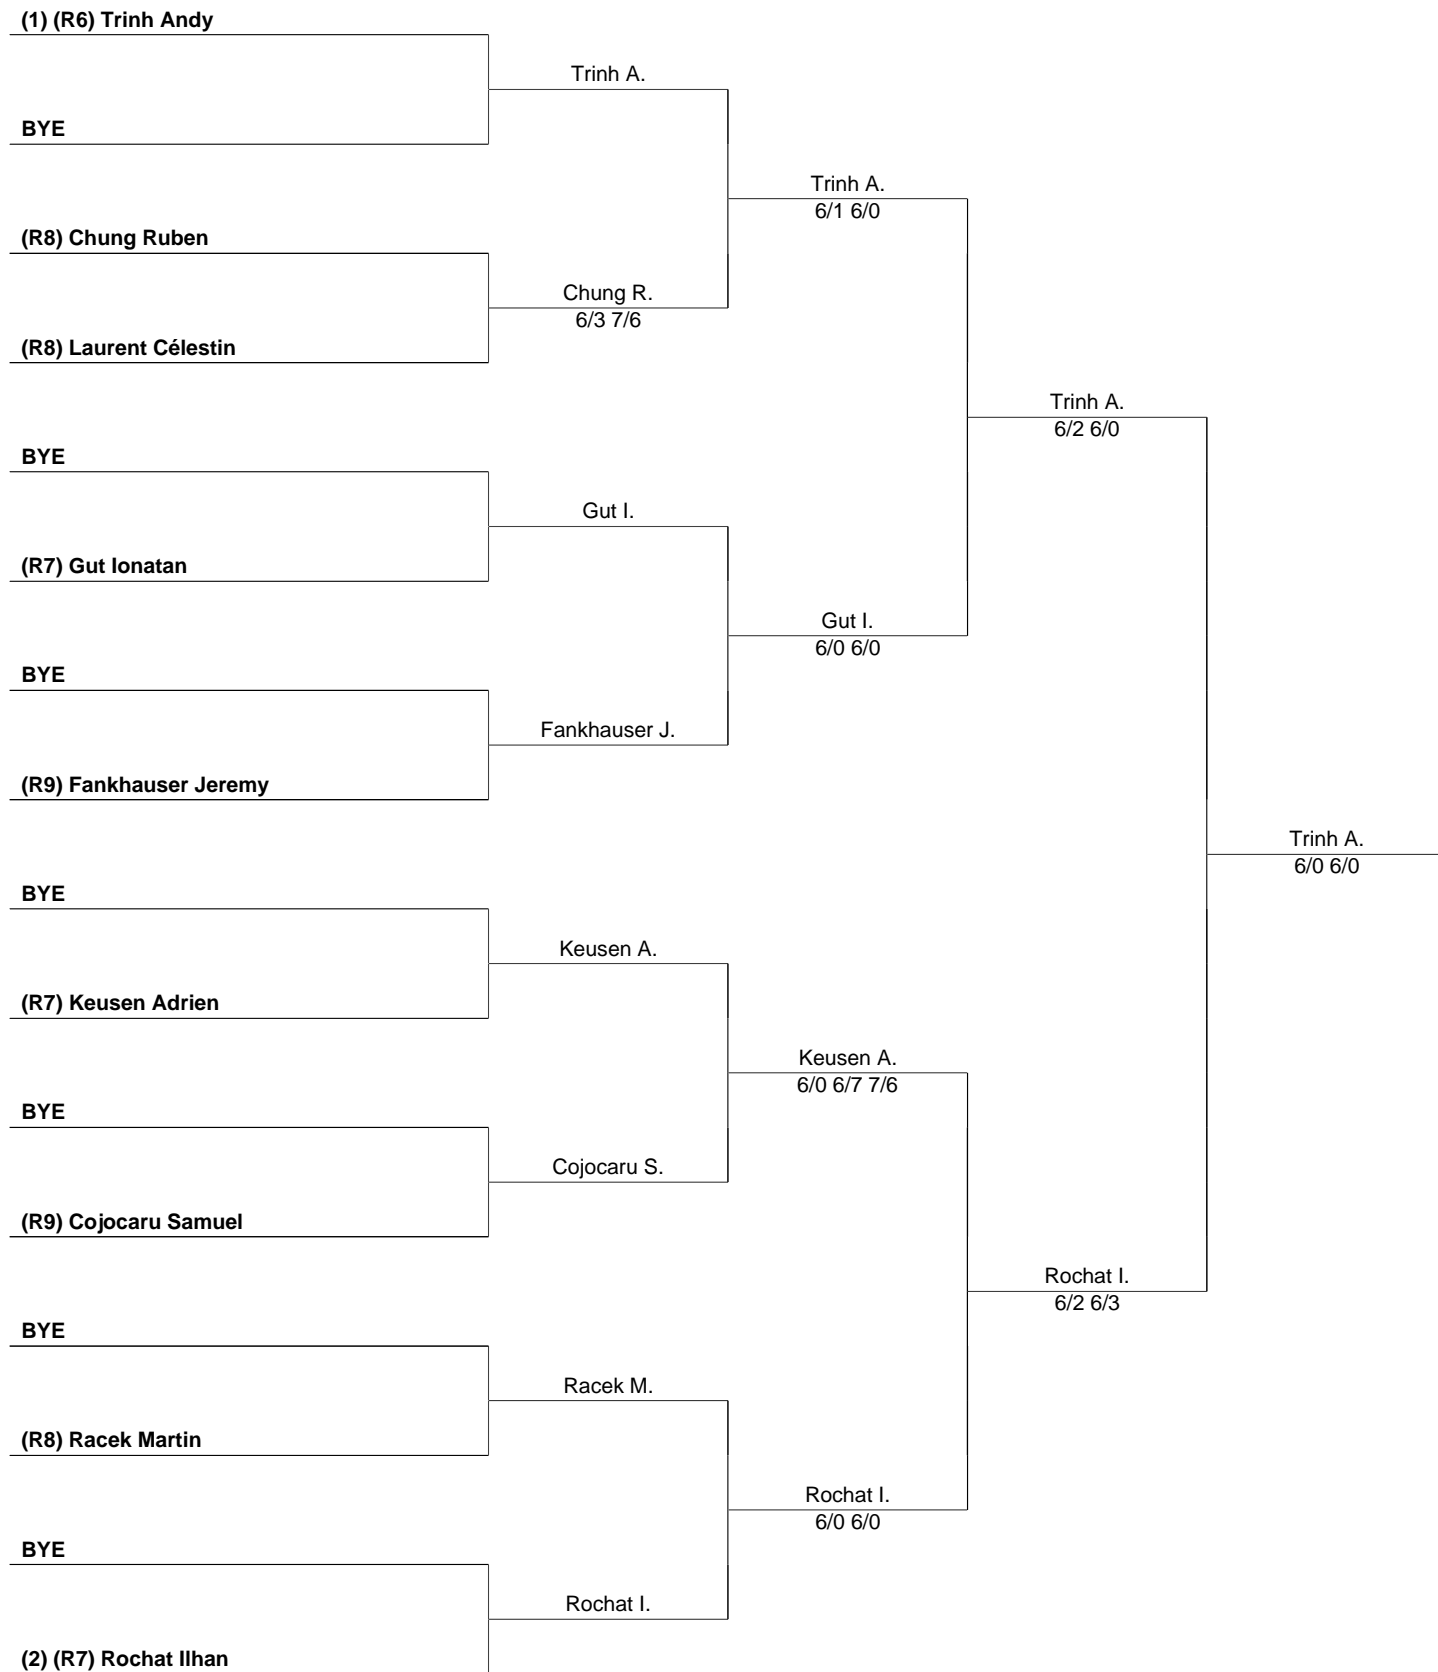 (1) (R6) Trinh Andy
Trinh A.
BYE
Trinh A.
6/1 6/0
(R8) Chung Ruben
Chung R.
6/3 7/6
(R8) Laurent Célestin
Trinh A.
6/2 6/0
BYE
Gut I.
(R7) Gut Ionatan
Gut I.
6/0 6/0
BYE
Fankhauser J.
(R9) Fankhauser Jeremy
Trinh A.
6/0 6/0
BYE
Keusen A.
(R7) Keusen Adrien
Keusen A.
6/0 6/7 7/6
BYE
Cojocaru S.
(R9) Cojocaru Samuel
Rochat I.
6/2 6/3
BYE
Racek M.
(R8) Racek Martin
Rochat I.
6/0 6/0
BYE
Rochat I.
(2) (R7) Rochat Ilhan